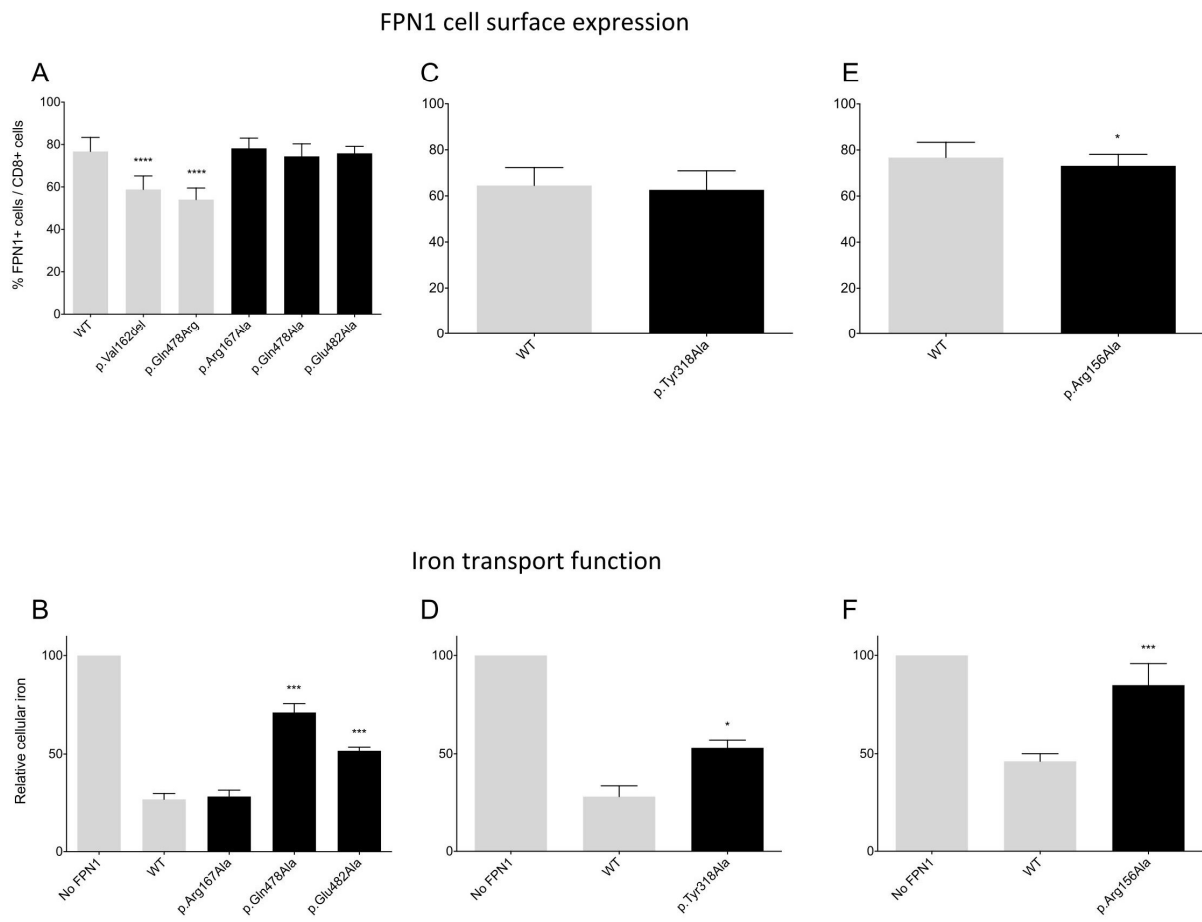 FPN1 cell surface expression
A
% FPN1+ cells / CD8+ cells
100
80
60
40
20
0
****
****
WT
p.Val162del
p.Gln478Arg
p.Arg167Ala
p.Gln478Ala
p.Glu482Ala
C
100
80
60
40
20
0
WT
p.Tyr318Ala
E
100
80
60
40
20
0
*
WT
p.Arg156Ala
Iron transport function
B
Relative cellular iron
100
50
0
***
***
No FPN1
WT
p.Arg167Ala
p.Gln478Ala
p.Glu482Ala
D
100
50
0
*
No FPN1
WT
p.Tyr318Ala
F
100
50
0
***
No FPN1
WT
p.Arg156Ala